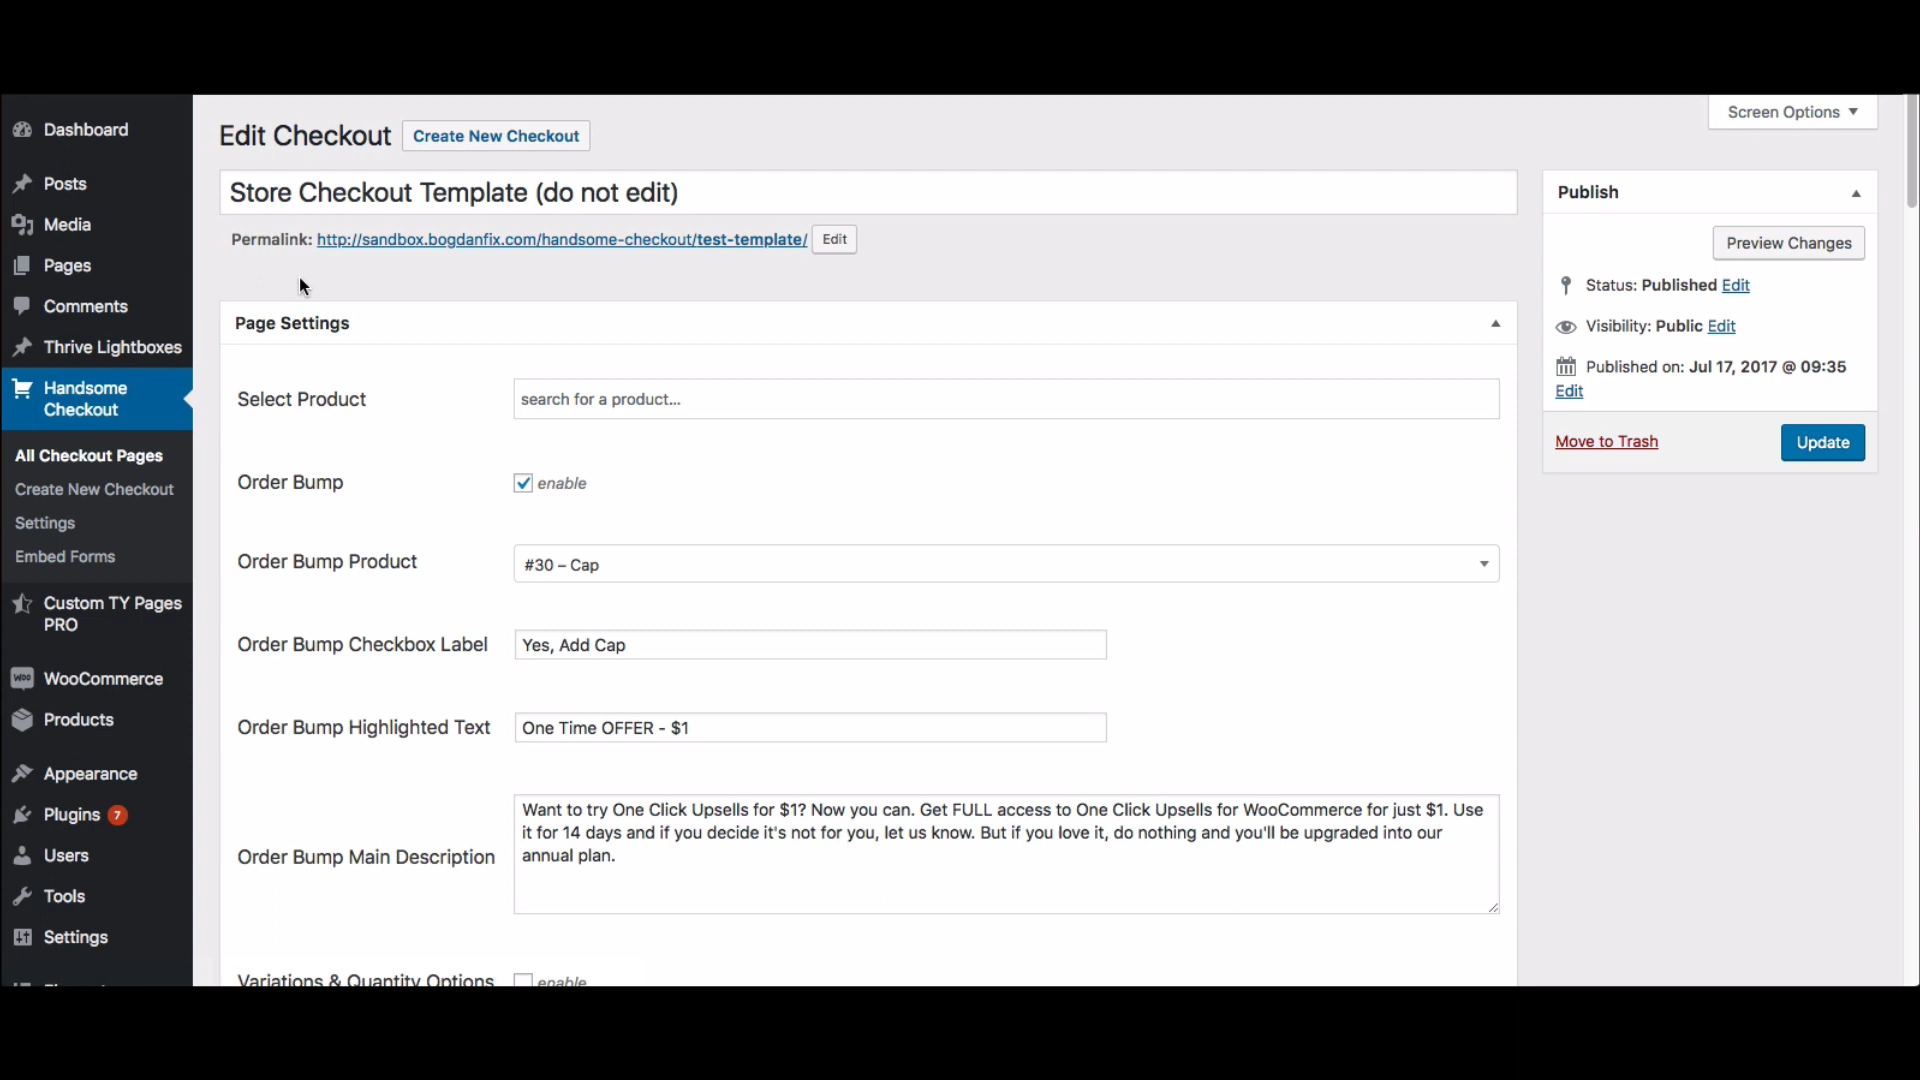 Screen Options
Dashboard
Posts
Media
Pages
Comments
Thrive Lightboxes
Handsome
Checkout
All Checkout Pages
Create New Checkout
Settings
Embed Forms
Custom TY Pages
PRO
WooCommerce
Products
Appearance
Plugins 7
Users
Tools
Settings
Edit Checkout Create New Checkout
Store Checkout Template (do not edit)
Permalink: http://sandbox.bogdanfix.com/handsome-checkout/test-template/ Edit
Page Settings
Select Product search for a product...
Order Bump enable
Order Bump Product #30 – Cap
Order Bump Checkbox Label Yes, Add Cap
Order Bump Highlighted Text One Time OFFER - $1
Order Bump Main Description
Want to try One Click Upsells for $1? Now you can. Get FULL access to One Click Upsells for WooCommerce for just $1. Use
it for 14 days and if you decide it's not for you, let us know. But if you love it, do nothing and you'll be upgraded into our
annual plan.
Variations & Quantity Options enable
Publish
Preview Changes
Status: Published Edit
Visibility: Public Edit
Published on: Jul 17, 2017 @ 09:35
Edit
Move to Trash Update